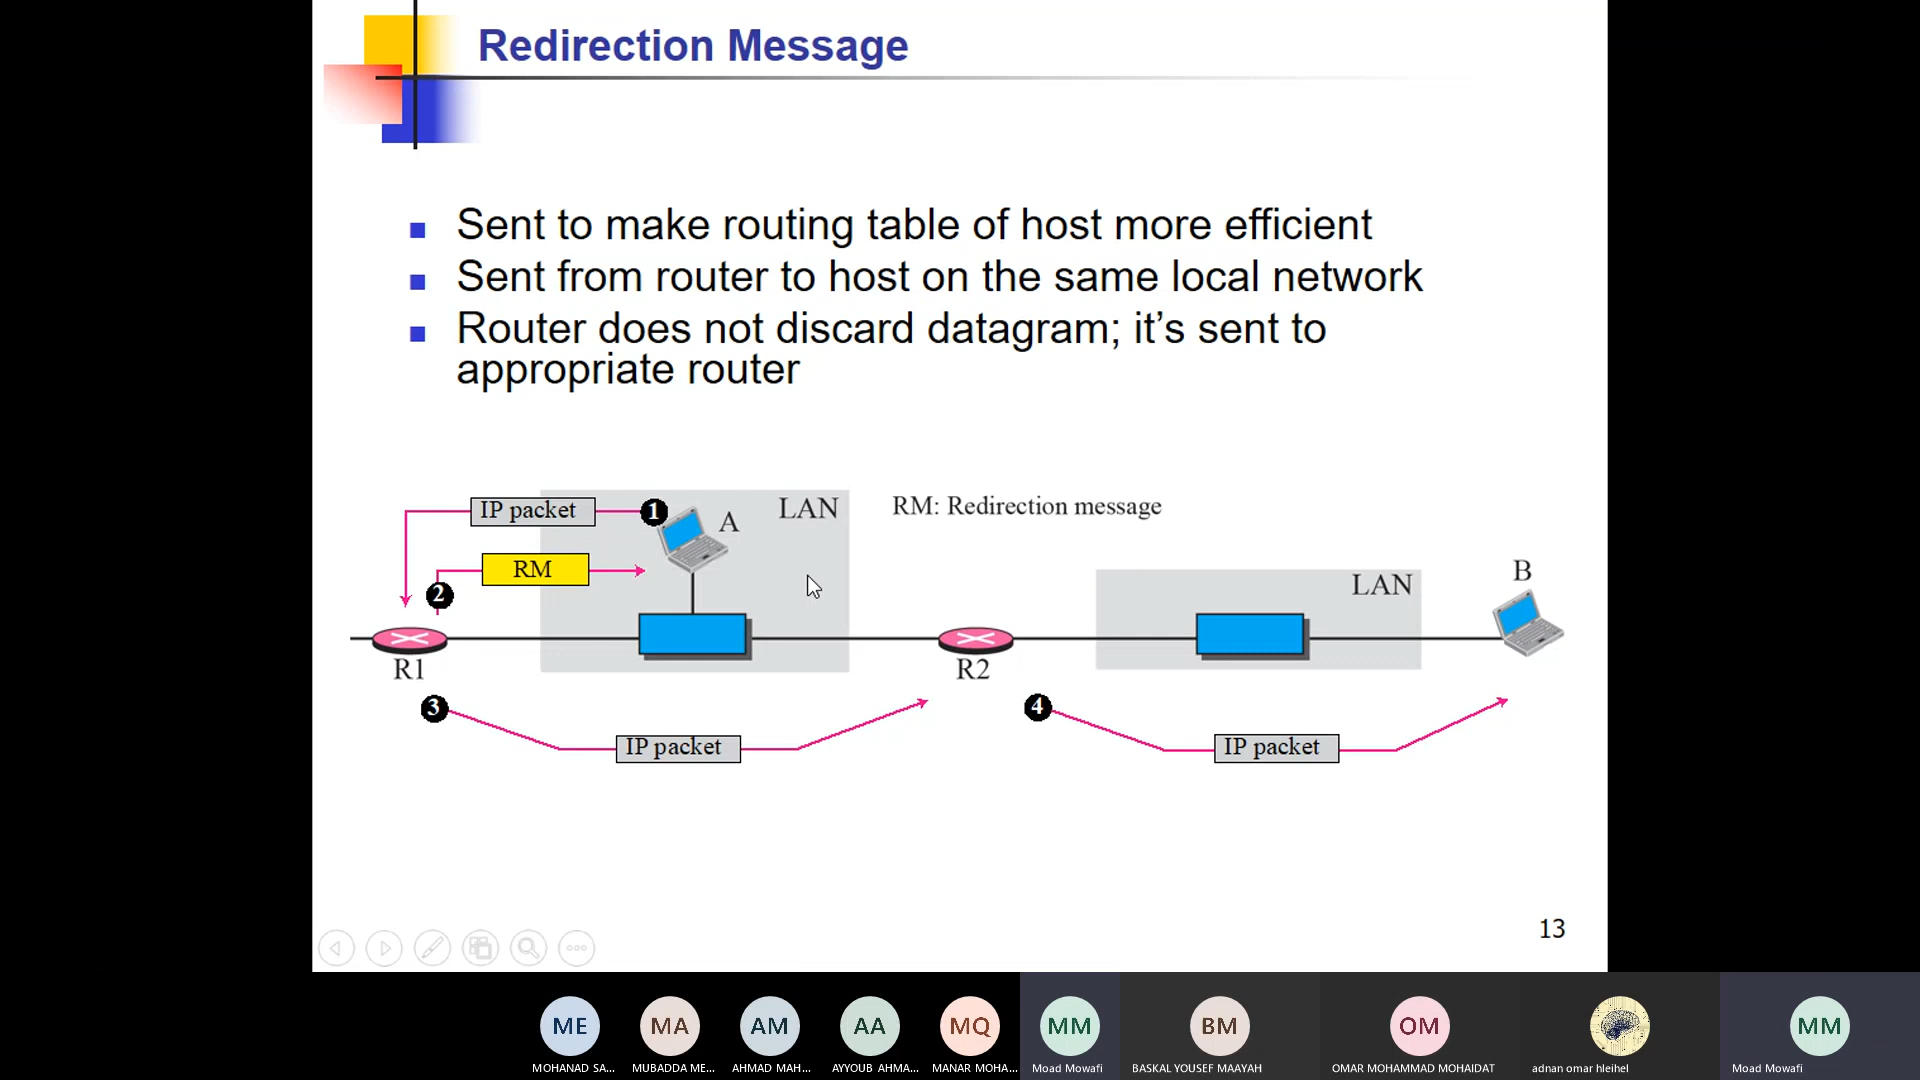 Redirection Message
Sent to make routing table of host more efficient
Sent from router to host on the same local network
Router does not discard datagram; it’s sent to
appropriate router
IP packet
1
A
LAN
RM: Redirection message
RM
2
R1
R2
LAN
B
3
IP packet
4
IP packet
13
ME
MA
AM
AA
MQ
MM
BM
OM
MM
MOHANAD SA...
MUBADDA ME...
AHMAD MAH...
AYYOUB AHMA...
MANAR MOHA...
Moad Mowafi
BASKAL YOUSEF MAAYAH
OMAR MOHAMMAD MOHAIDAT
adnan omar hleihel
Moad Mowafi